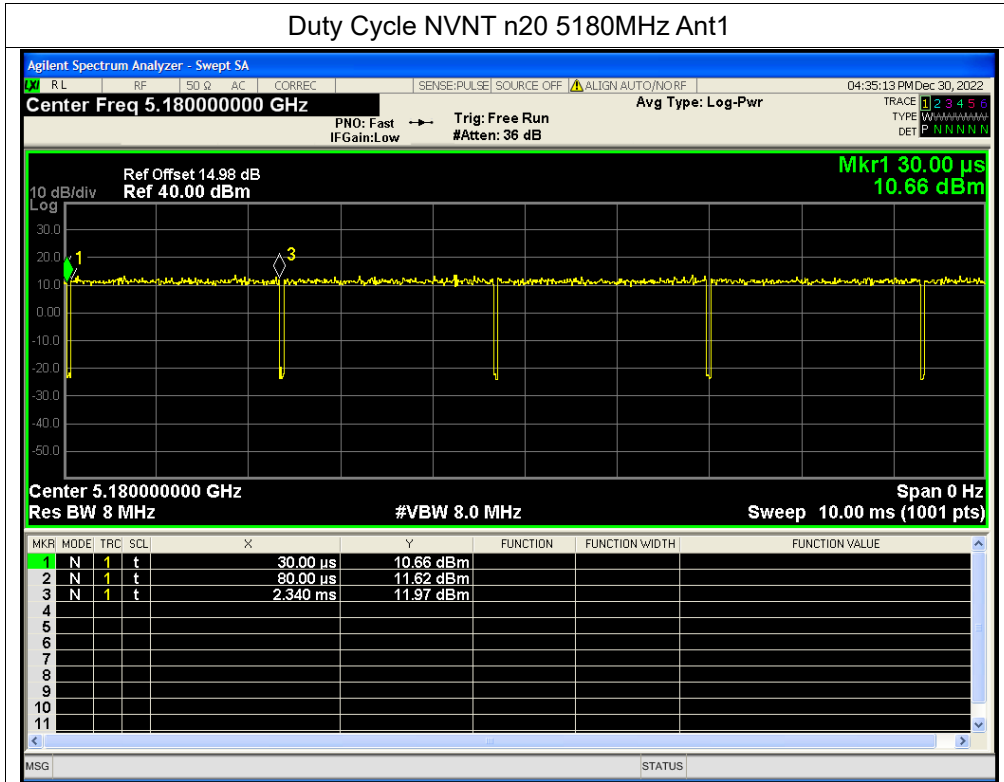 Duty Cycle NVNT n20 5180MHz Ant1
Agilent Spectrum Analyzer - Swept SA
LXI RL RF 50 Ω AC CORREC SENSE:PULSE SOURCE OFF ALIGN AUTO/NO RF 04:35:13 PM Dec 30, 2022
Center Freq 5.180000000 GHz Avg Type: Log-Pwr TRACE 1 2 3 4 5 6
PNO: Fast Trig: Free Run TYPE WWWWWW
IFGain:Low #Atten: 36 dB DET P N N N N N
Mkr1 30.00 µs
Ref Offset 14.98 dB
10 dB/div Ref 40.00 dBm 10.66 dBm
Log
30.0
20.0 1 3
10.0
0.00
-10.0
-20.0
-30.0
-40.0
-50.0
Center 5.180000000 GHz Span 0 Hz
Res BW 8 MHz #VBW 8.0 MHz Sweep 10.00 ms (1001 pts)
MKR MODE TRC SCL X Y FUNCTION FUNCTION WIDTH FUNCTION VALUE
1 N 1 t 30.00 µs 10.66 dBm
2 N 1 t 80.00 µs 11.62 dBm
3 N 1 t 2.340 ms 11.97 dBm
4
5
6
7
8
9
10
11
MSG STATUS